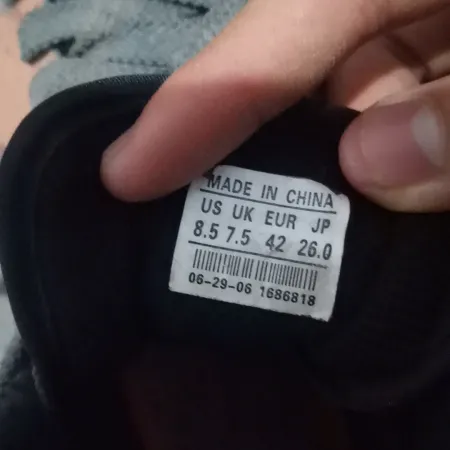 MADE IN CHINA
US UK EUR JP
8.5 7.5 42 26.0
06-29-06 1686818